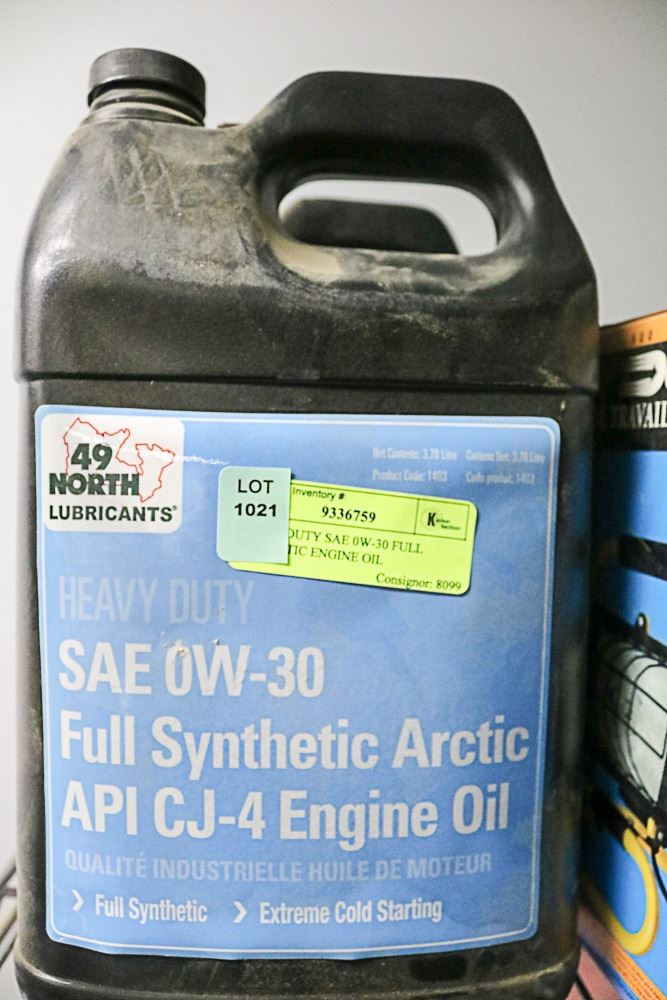 49
NORTH
LUBRICANTS
Net Contents: 3.78 Litre Contenu Net: 3.78 Litre
Product Code: 1403 Code produit: 1403
LOT
1021
Inventory #:
9336759
K
DUTY SAE 0W-30 FULL
TIC ENGINE OIL
Consignor: 8099
HEAVY DUTY
SAE 0W-30
Full Synthetic Arctic
API CJ-4 Engine Oil
QUALITÉ INDUSTRIELLE HUILE DE MOTEUR
Full Synthetic Extreme Cold Starting
TRAVAIL